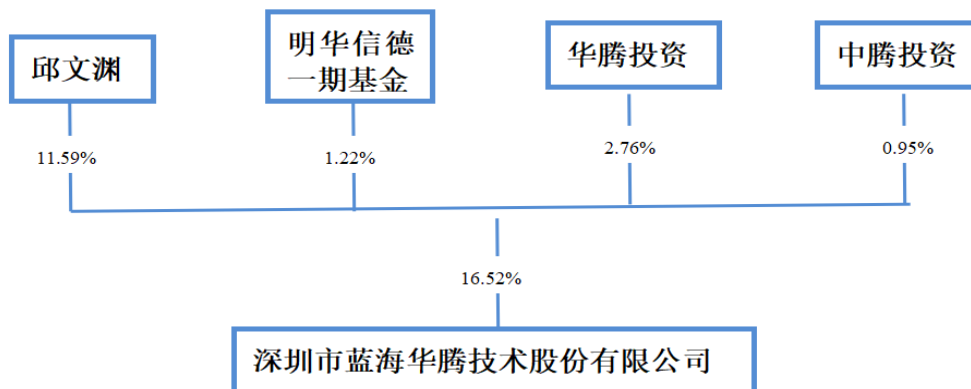 邱文渊
明华信德
一期基金
华腾投资
中腾投资
11.59%
1.22%
2.76%
0.95%
16.52%
深圳市蓝海华腾技术股份有限公司